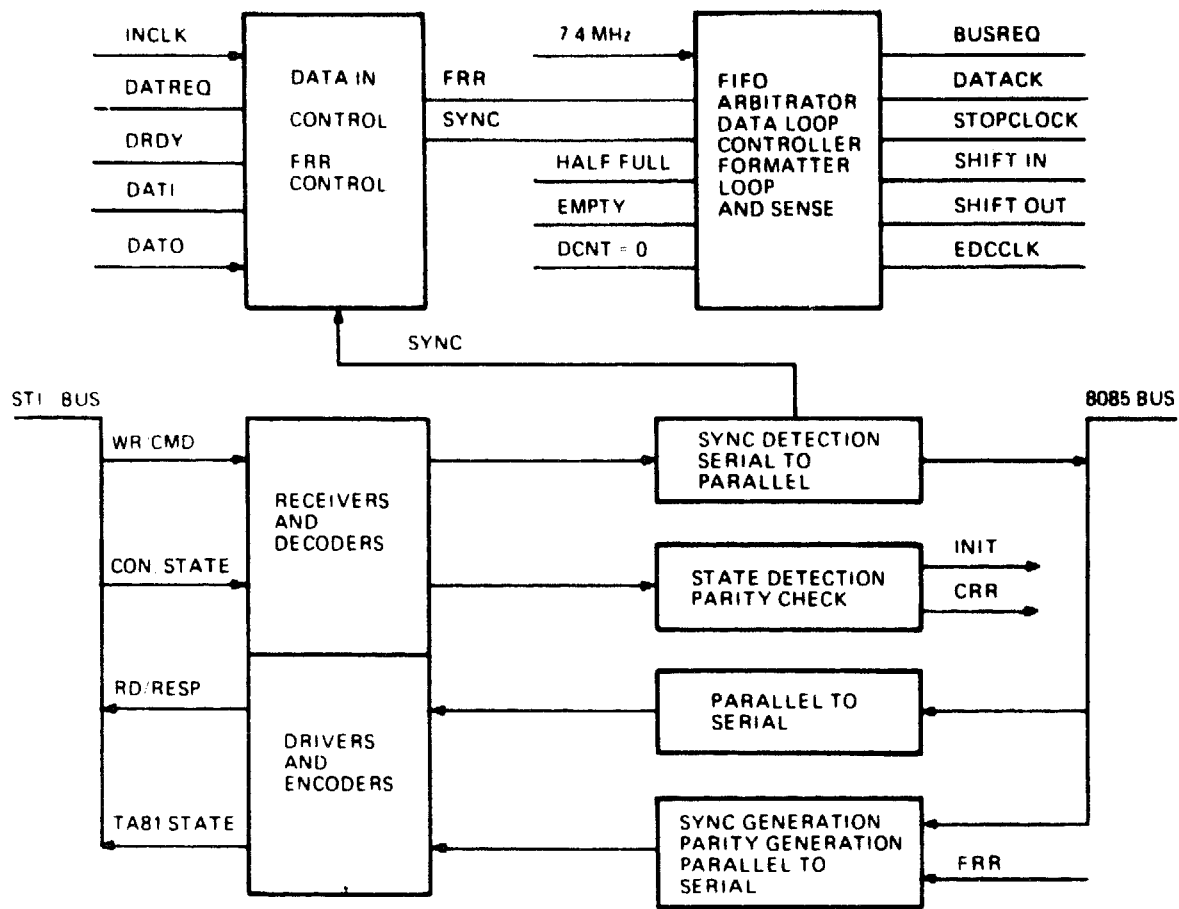 INCLK
DATREQ
DRDY
DATI
DATO
DATA IN
CONTROL
FRR
CONTROL
FRR
SYNC
7.4 MHz
HALF FULL
EMPTY
DCNT = 0
FIFO
ARBITRATOR
DATA LOOP
CONTROLLER
FORMATTER
LOOP
AND SENSE
BUSREQ
DATACK
STOPCLOCK
SHIFT IN
SHIFT OUT
EDCCLK
SYNC
STI BUS
8085 BUS
WR/CMD
CON. STATE
RD/RESP
TA81 STATE
RECEIVERS
AND
DECODERS
DRIVERS
AND
ENCODERS
SYNC DETECTION
SERIAL TO
PARALLEL
STATE DETECTION
PARITY CHECK
INIT
CRR
PARALLEL TO
SERIAL
SYNC GENERATION
PARITY GENERATION
PARALLEL TO
SERIAL
FRR